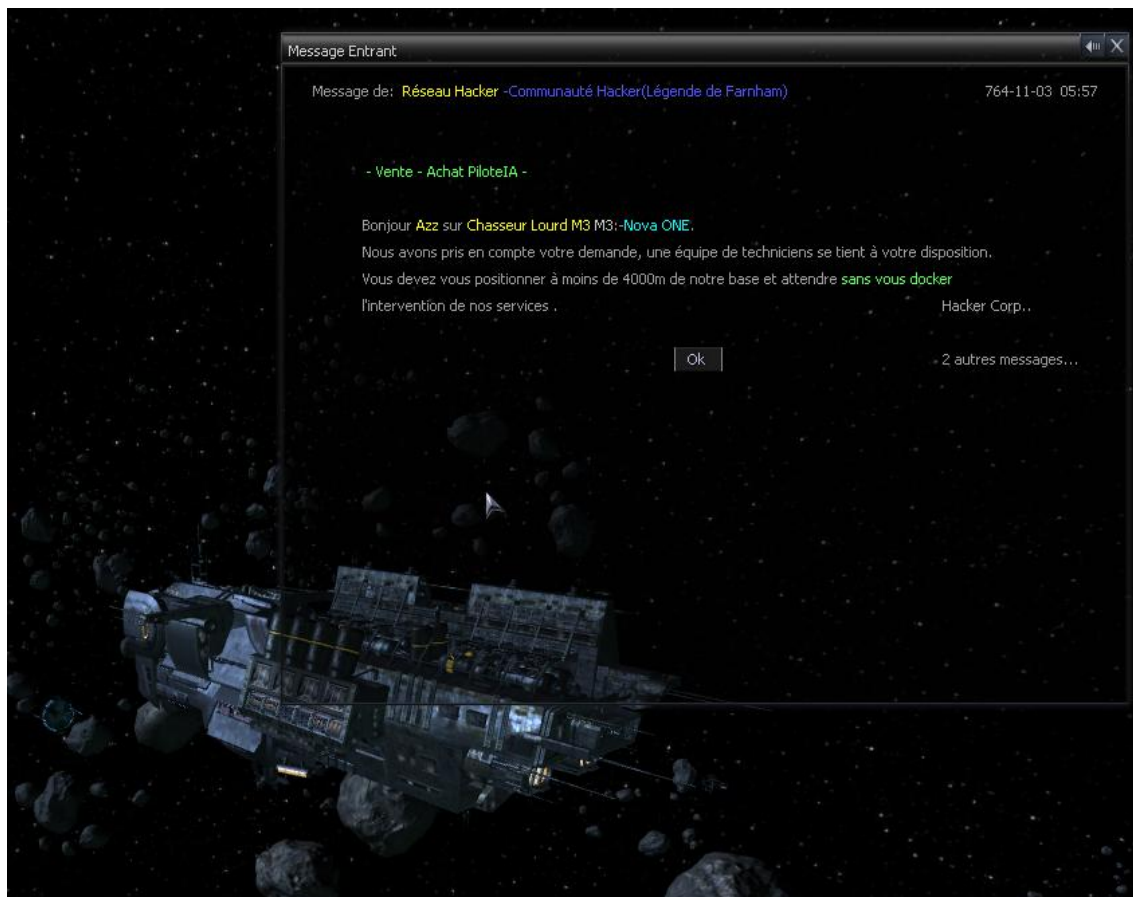 Message Entrant
Message de: Réseau Hacker -Communauté Hacker(Légende de Farnham) 764-11-03 05:57
- Vente - Achat PiloteIA -
Bonjour Azz sur Chasseur Lourd M3 M3:-Nova ONE.
Nous avons pris en compte votre demande, une équipe de techniciens se tient à votre disposition.
Vous devez vous positionner à moins de 4000m de notre base et attendre sans vous docker
l'intervention de nos services . Hacker Corp..
Ok 2 autres messages...